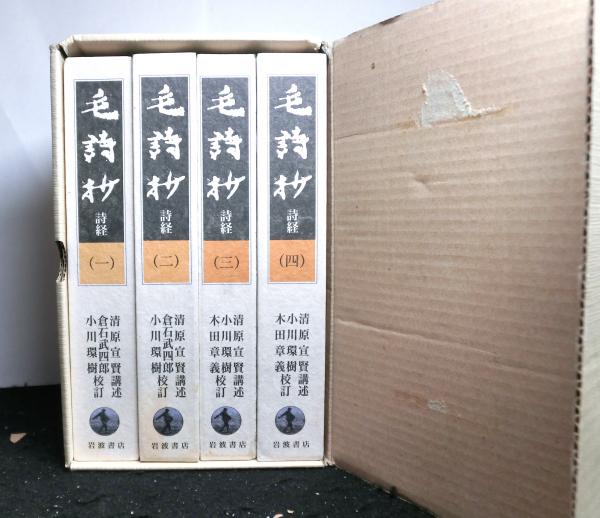 毛詩抄
詩経
(一)
清原宣賢講述
倉石武四郎
小川環樹校訂
岩波書店
毛詩抄
詩経
(二)
清原宣賢講述
倉石武四郎
小川環樹校訂
岩波書店
毛詩抄
詩経
(三)
清原宣賢講述
小川環樹
木田章義校訂
岩波書店
毛詩抄
詩経
(四)
清原宣賢講述
小川環樹
木田章義校訂
岩波書店